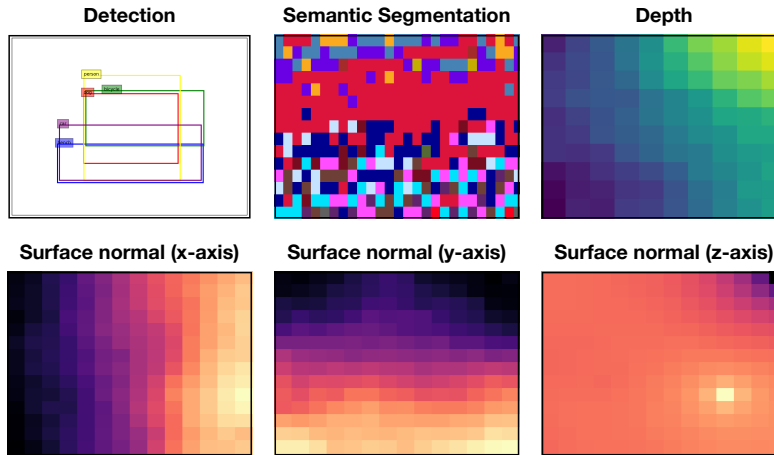 Detection
Semantic Segmentation
Depth
person
bicycle
Surface normal (x-axis)
Surface normal (y-axis)
Surface normal (z-axis)